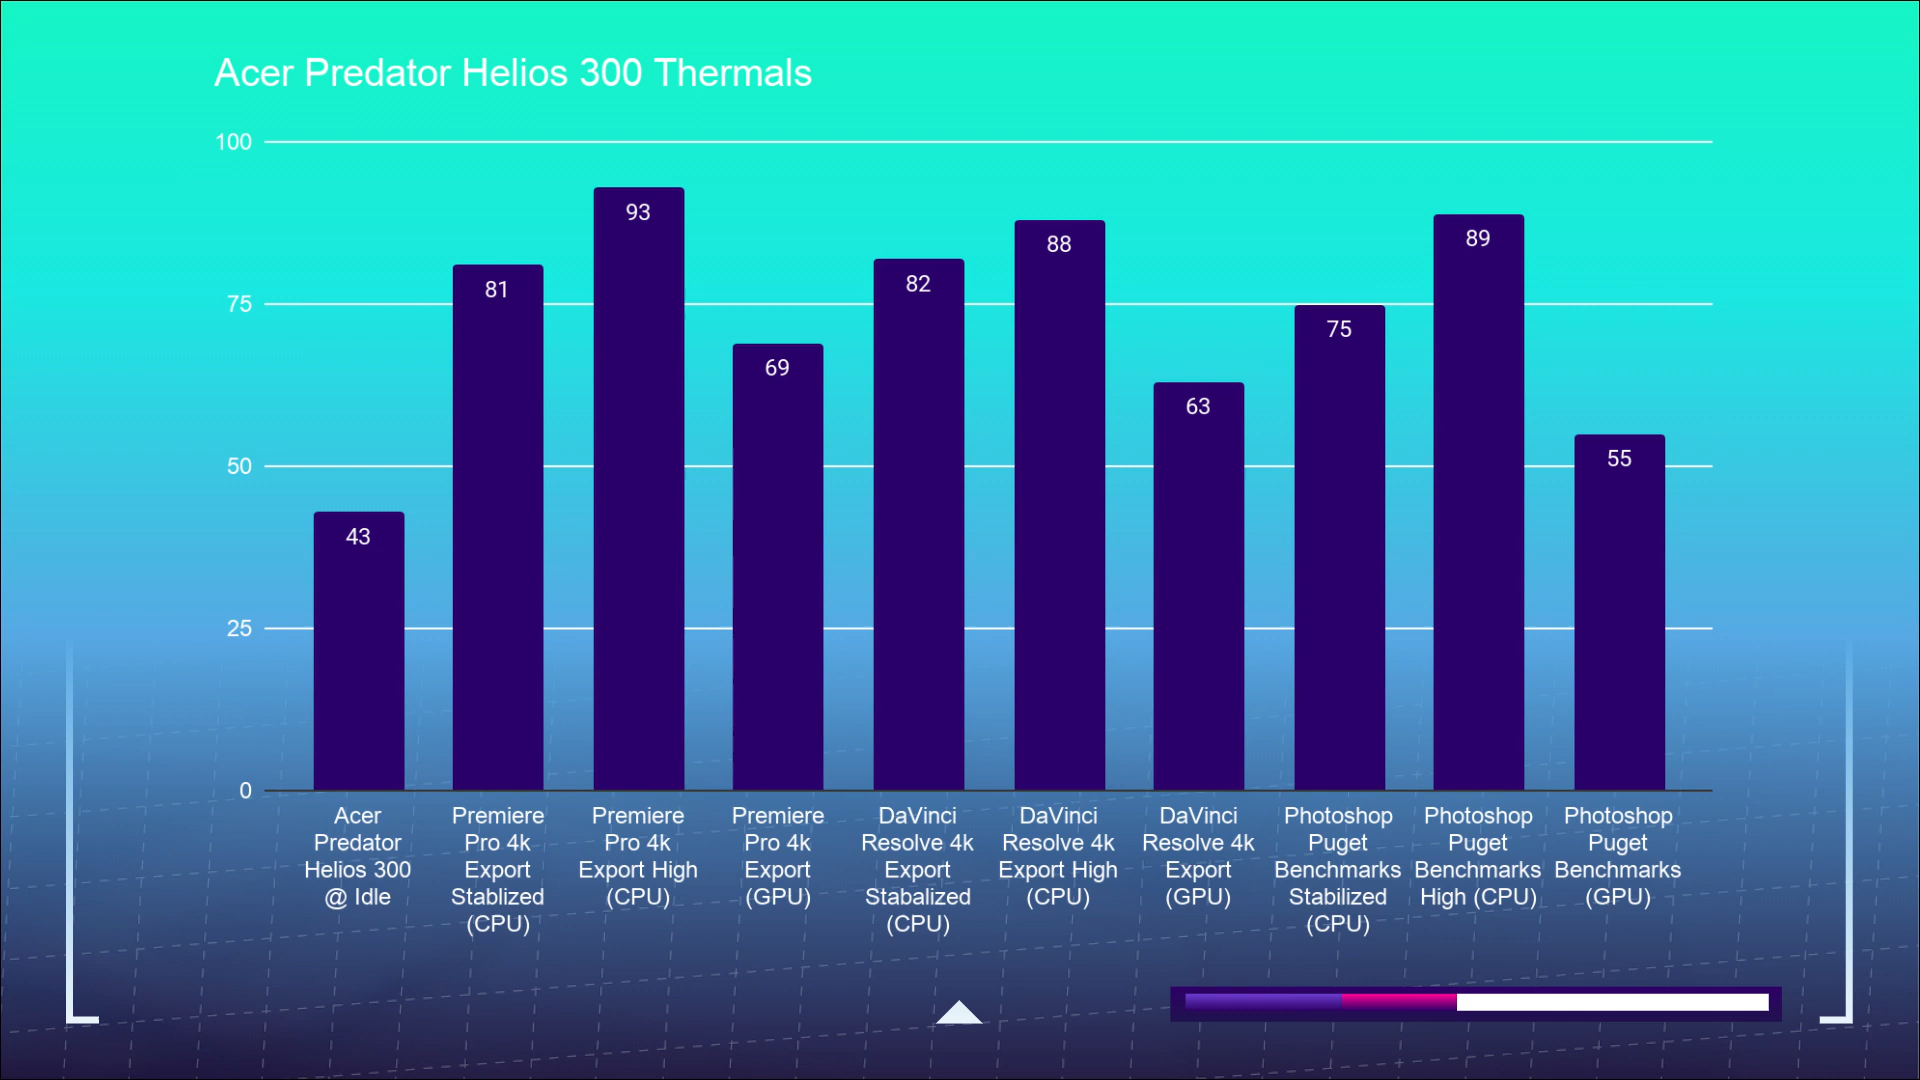 Acer Predator Helios 300 Thermals
100
75
50
25
0
43
81
93
69
82
88
63
75
89
55
Acer
Predator
Helios 300
@ Idle
Premiere
Pro 4k
Export
Stablized
(CPU)
Premiere
Pro 4k
Export High
(CPU)
Premiere
Pro 4k
Export
(GPU)
DaVinci
Resolve 4k
Export
Stabalized
(CPU)
DaVinci
Resolve 4k
Export High
(CPU)
DaVinci
Resolve 4k
Export
(GPU)
Photoshop
Puget
Benchmarks
Stabilized
(CPU)
Photoshop
Puget
Benchmarks
High (CPU)
Photoshop
Puget
Benchmarks
(GPU)